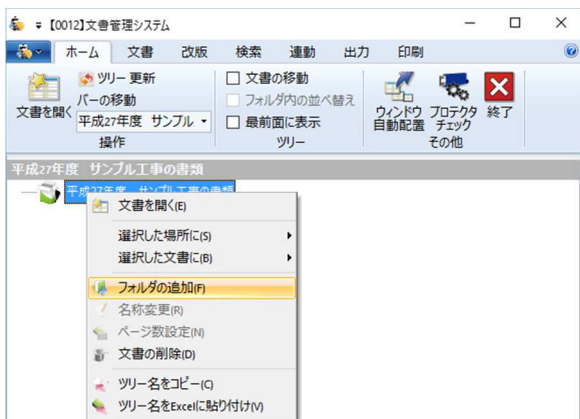 【0012】文書管理システム
ホーム 文書 改版 検索 連動 出力 印刷
文書を開く
ツリー 更新
バーの移動
平成27年度 サンプル
操作
文書の移動
フォルダ内の並べ替え
最前面に表示
ツリー
ウィンドウ
自動配置
プロテクタ
チェック
終了
その他
平成27年度 サンプル工事の書類
平成27年度 サンプル工事の書類
文書を開く(E)
選択した場所に(S)
選択した文書に(B)
フォルダの追加(F)
名称変更(R)
ページ数設定(N)
文書の削除(D)
ツリー名をコピー(C)
ツリー名をExcelに貼り付け(V)